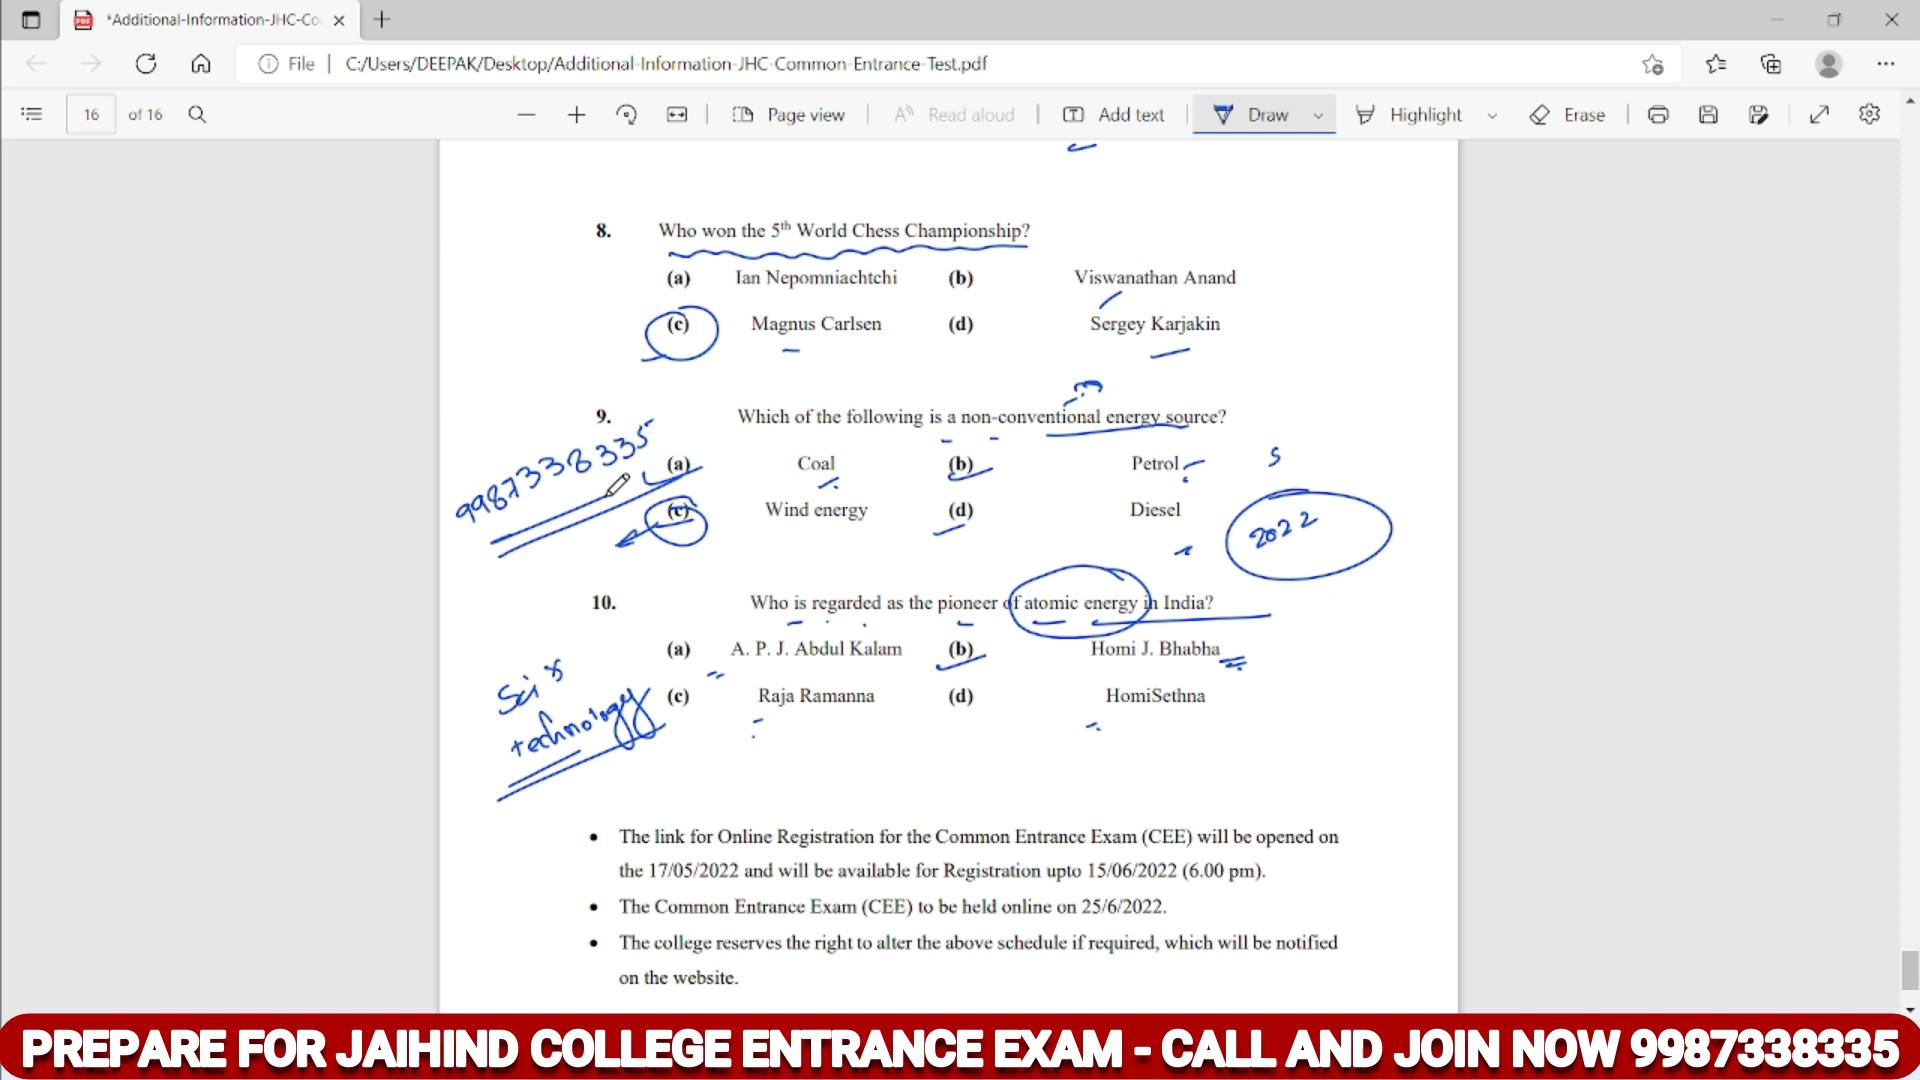 *Additional-Information-JHC-Co
File
C:/Users/DEEPAK/Desktop/Additional-Information-JHC-Common-Entrance-Test.pdf
16 of 16 Page view Read aloud Add text Draw Highlight Erase
8. Who won the 5th World Chess Championship?
(a) Ian Nepomniachtchi (b) Viswanathan Anand
(c) Magnus Carlsen (d) Sergey Karjakin
9. Which of the following is a non-conventional energy source?
9987338335
(a) Coal (b) Petrol
S
(c) Wind energy (d) Diesel
2022
10. Who is regarded as the pioneer of atomic energy in India?
(a) A. P. J. Abdul Kalam (b) Homi J. Bhabha
Sci
(c) Raja Ramanna (d) HomiSethna
technology
• The link for Online Registration for the Common Entrance Exam (CEE) will be opened on
the 17/05/2022 and will be available for Registration upto 15/06/2022 (6.00 pm).
• The Common Entrance Exam (CEE) to be held online on 25/6/2022.
• The college reserves the right to alter the above schedule if required, which will be notified
on the website.
PREPARE FOR JAIHIND COLLEGE ENTRANCE EXAM - CALL AND JOIN NOW 9987338335